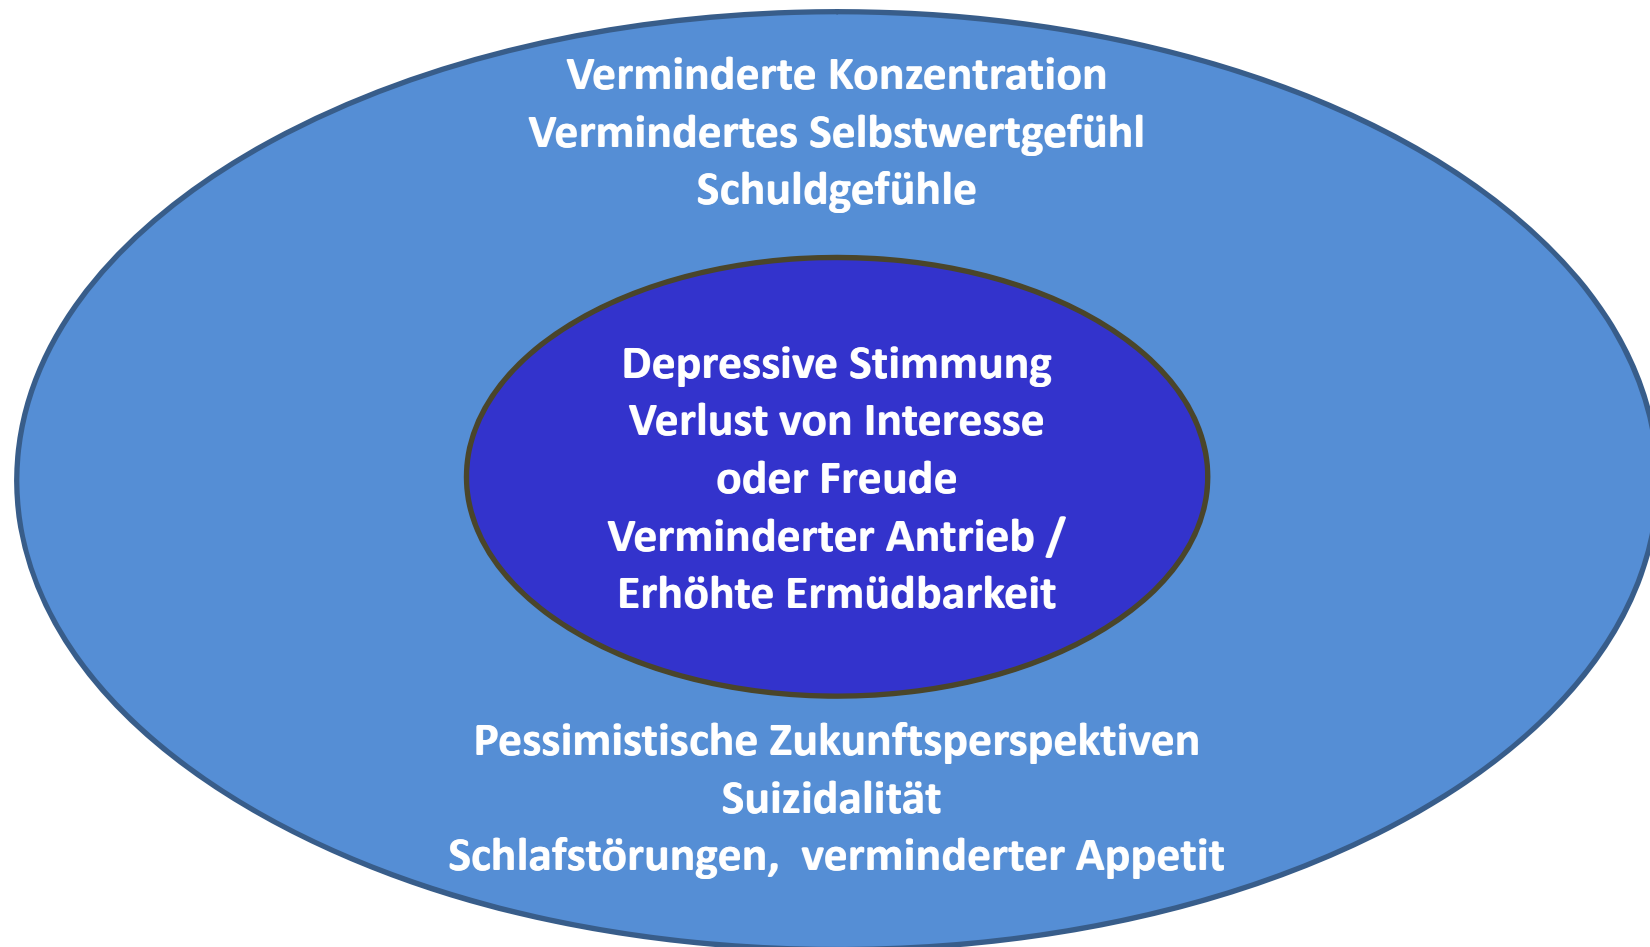 Verminderte Konzentration
Vermindertes Selbstwertgefühl
Schuldgefühle
Depressive Stimmung
Verlust von Interesse
oder Freude
Verminderter Antrieb /
Erhöhte Ermüdbarkeit
Pessimistische Zukunftsperspektiven
Suizidalität
Schlafstörungen,  verminderter Appetit